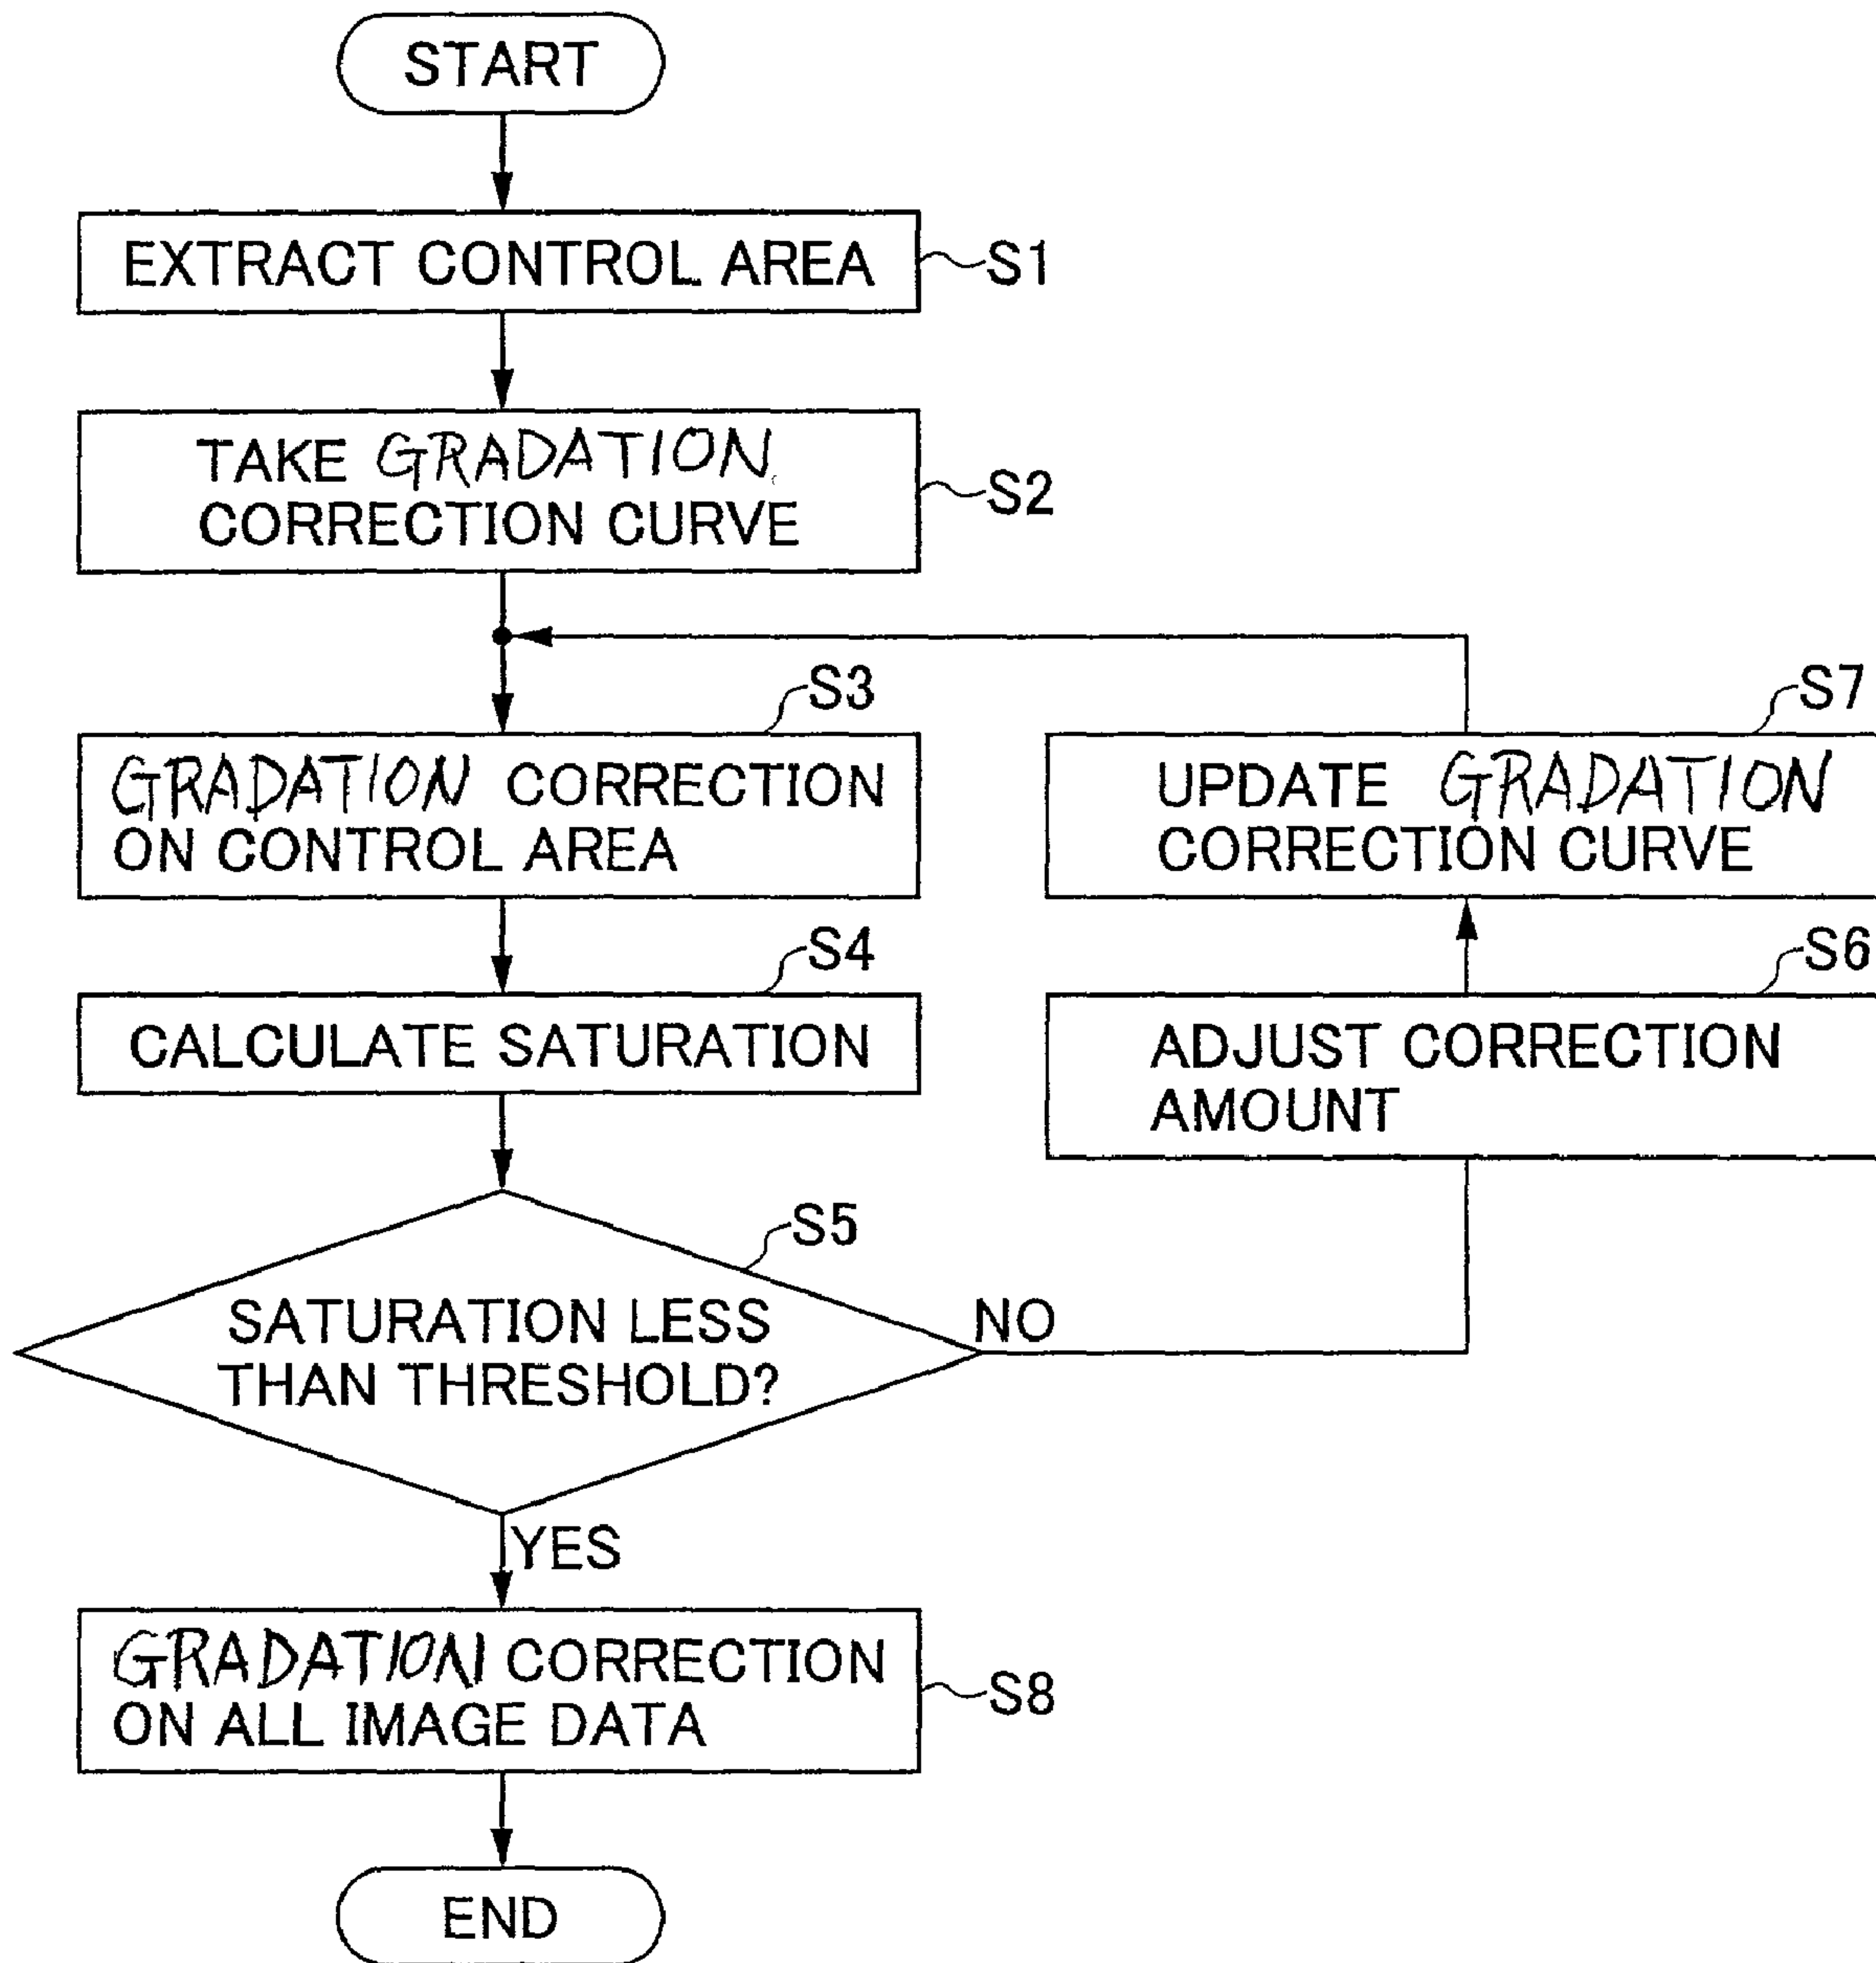 START
EXTRACT CONTROL AREA
S1
TAKE GRADATION
CORRECTION CURVE
S2
S3
GRADATION CORRECTION
ON CONTROL AREA
S4
CALCULATE SATURATION
S5
SATURATION LESS
THAN THRESHOLD?
NO
S6
ADJUST CORRECTION
AMOUNT
S7
UPDATE GRADATION
CORRECTION CURVE
YES
GRADATION CORRECTION
ON ALL IMAGE DATA
S8
END